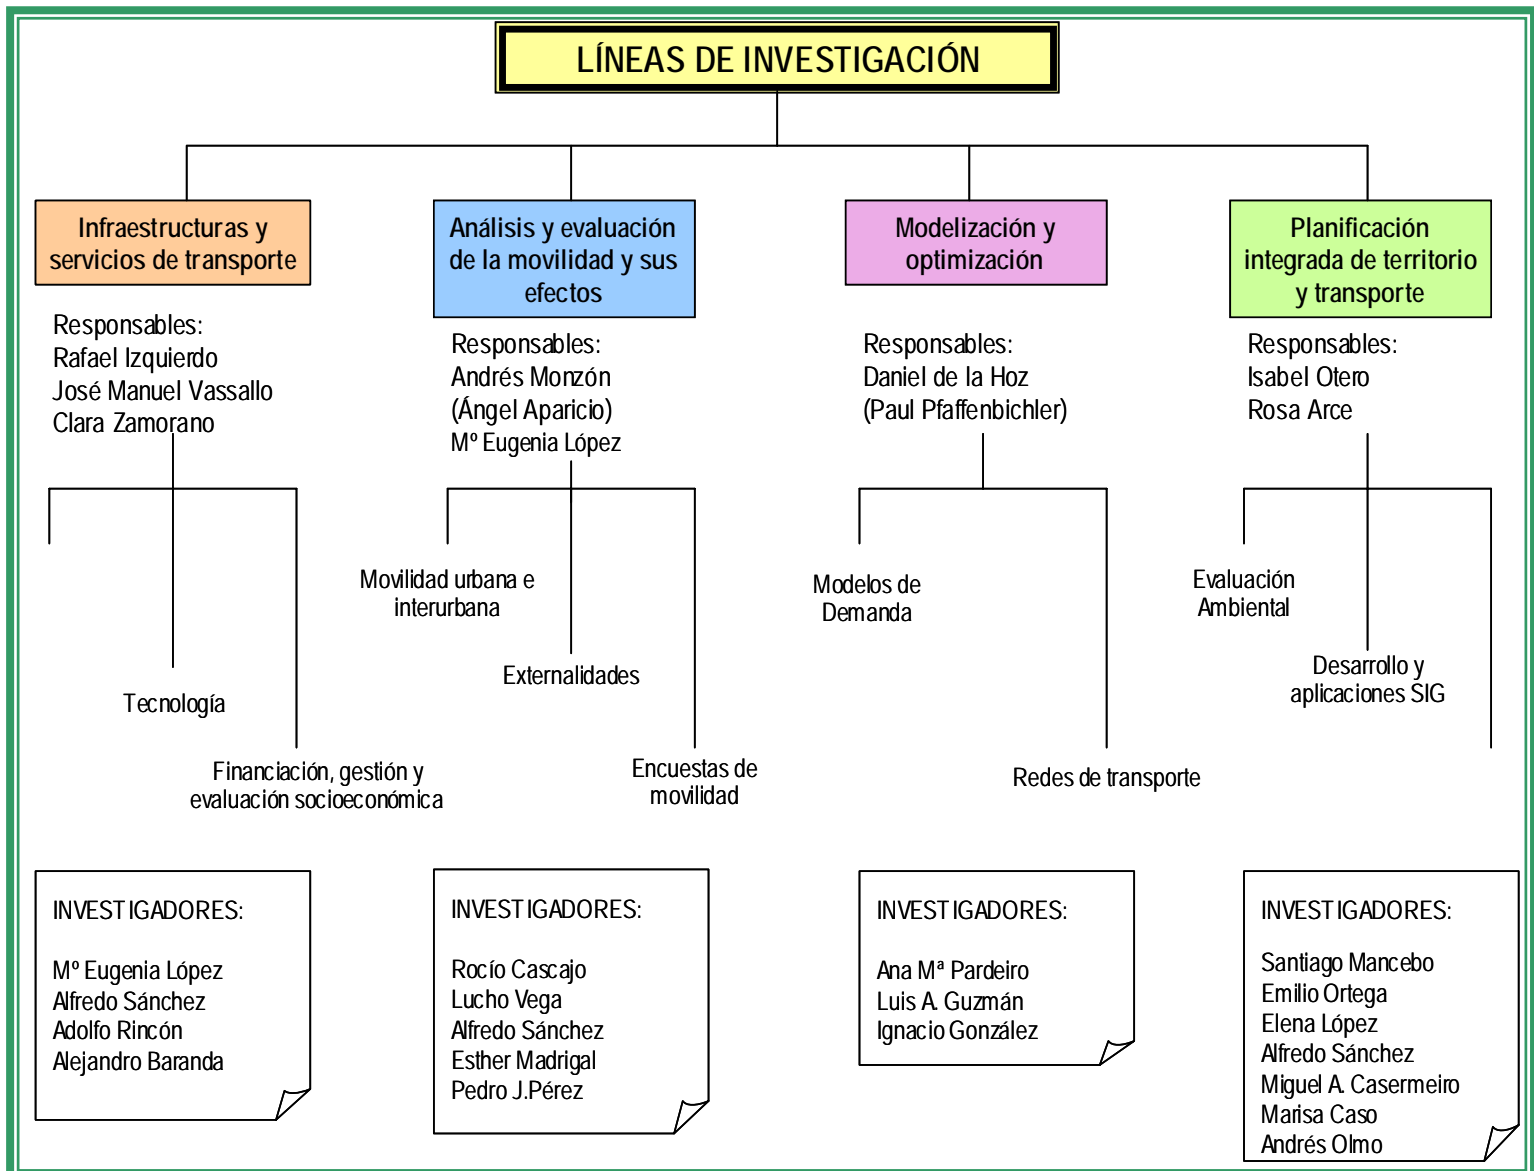 LÍNEAS DE INVESTIGACIÓN
Infraestructuras y
servicios de transporte
Responsables:
Rafael Izquierdo
José Manuel Vassallo
Clara Zamorano
Tecnología
Financiación, gestión y
evaluación socioeconómica
INVESTIGADORES:
Mº Eugenia López
Alfredo Sánchez
Adolfo Rincón
Alejandro Baranda
Análisis y evaluación
de la movilidad y sus
efectos
Responsables:
Andrés Monzón
(Ángel Aparicio)
Mº Eugenia López
Movilidad urbana e
interurbana
Externalidades
Encuestas de
movilidad
INVESTIGADORES:
Rocío Cascajo
Lucho Vega
Alfredo Sánchez
Esther Madrigal
Pedro J.Pérez
Modelización y
optimización
Responsables:
Daniel de la Hoz
(Paul Pfaffenbichler)
Modelos de
Demanda
Redes de transporte
INVESTIGADORES:
Ana Mª Pardeiro
Luis A. Guzmán
Ignacio González
Planificación
integrada de territorio
y transporte
Responsables:
Isabel Otero
Rosa Arce
Evaluación
Ambiental
Desarrollo y
aplicaciones SIG
INVESTIGADORES:
Santiago Mancebo
Emilio Ortega
Elena López
Alfredo Sánchez
Miguel A. Casermeiro
Marisa Caso
Andrés Olmo